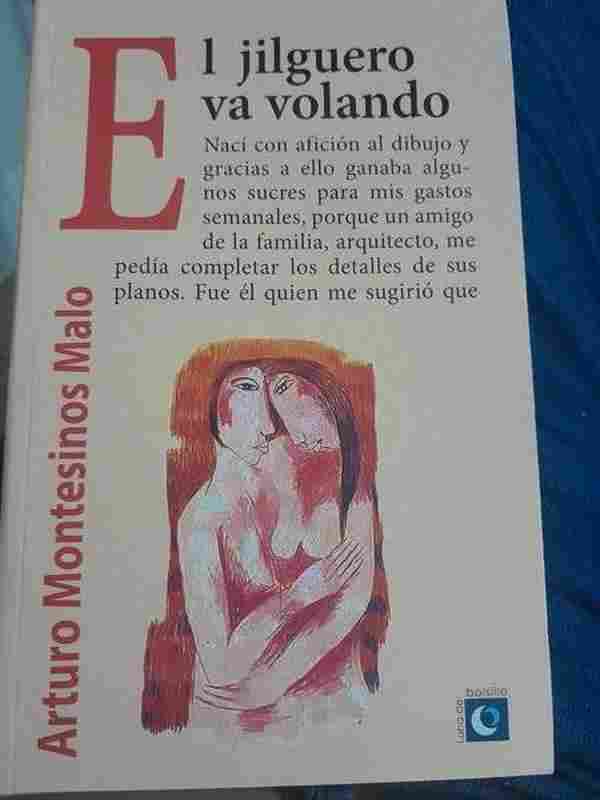 El jilguero
va volando
Nací con afición al dibujo y
gracias a ello ganaba algu-
nos sucres para mis gastos
semanales, porque un amigo
de la familia, arquitecto, me
pedía completar los detalles de sus
planos. Fue él quien me sugirió que
Arturo Montesinos Malo
Luna de
bolsillo